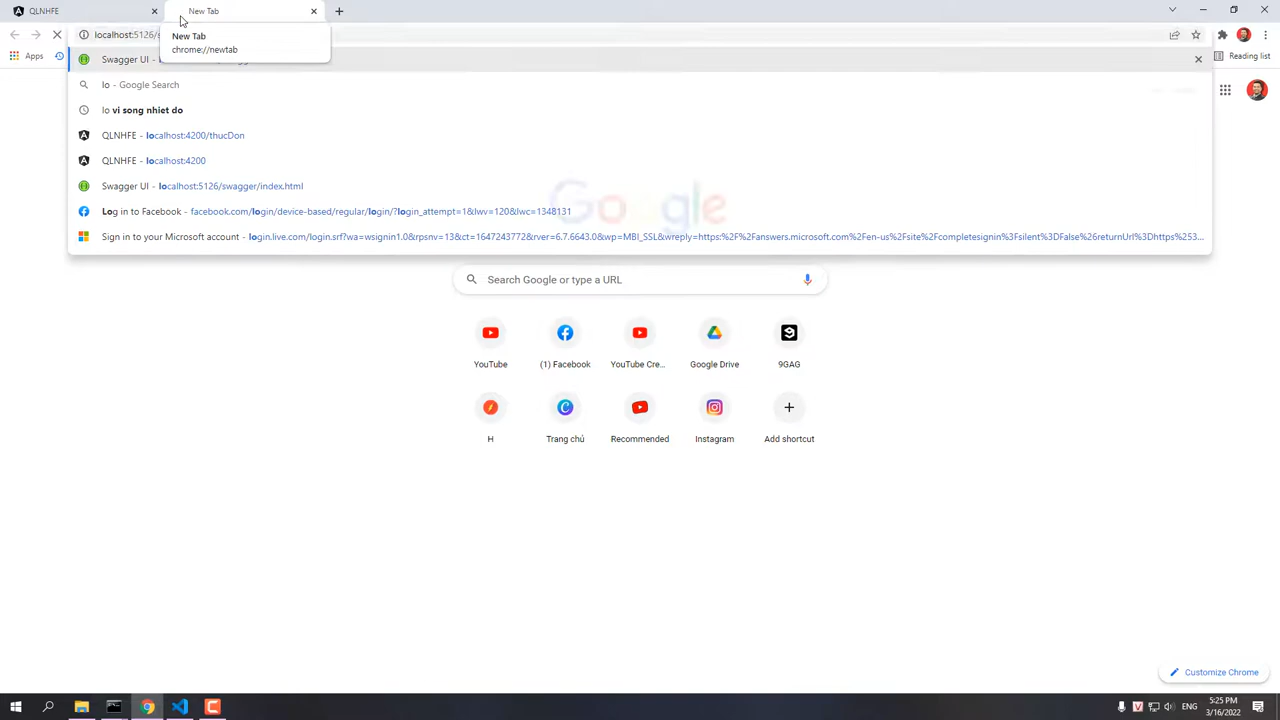 QLNHFE
New Tab
localhost:5126/s
New Tab
chrome://newtab
Apps
Reading list
Swagger UI -
lo - Google Search
lo vi song nhiet do
QLNHFE - localhost:4200/thucDon
QLNHFE - localhost:4200
Swagger UI - localhost:5126/swagger/index.html
Log in to Facebook - facebook.com/login/device-based/regular/login/?login_attempt=1&lwv=120&lwc=1348131
Sign in to your Microsoft account - login.live.com/login.srf?wa=wsignin1.0&rpsnv=13&ct=1647243772&rver=6.7.6643.0&wp=MBI_SSL&wreply=https:%2F%2Fanswers.microsoft.com%2Fen-us%2Fsite%2Fcompletesignin%3Fsilent%3DFalse%26returnUrl%3Dhttps%253...
Google
Search Google or type a URL
YouTube
(1) Facebook
YouTube Cre...
Google Drive
9GAG
H
Trang chủ
Recommended
Instagram
Add shortcut
Customize Chrome
ENG
5:25 PM
3/16/2022